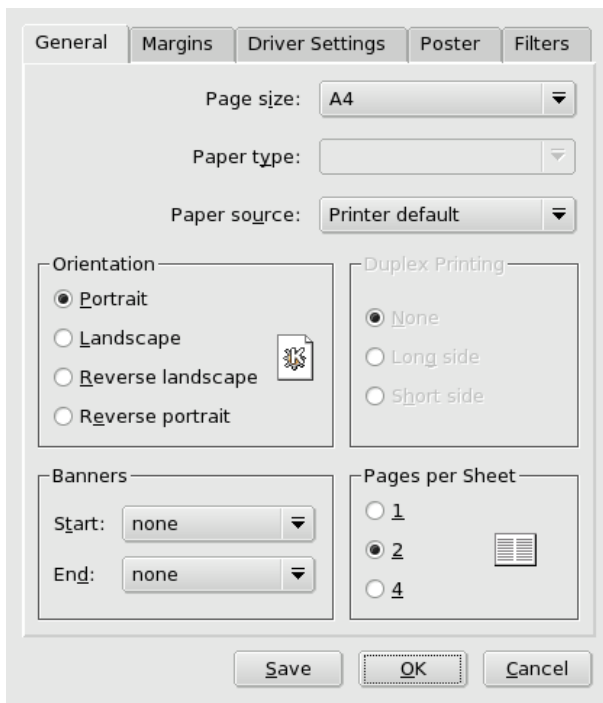 General Margins Driver Settings Poster Filters
Page size: A4
Paper type:
Paper source: Printer default
Orientation
Portrait
Landscape
Reverse landscape
Reverse portrait
Duplex Printing
None
Long side
Short side
Banners
Start: none
End: none
Pages per Sheet
1
2
4
Save OK Cancel